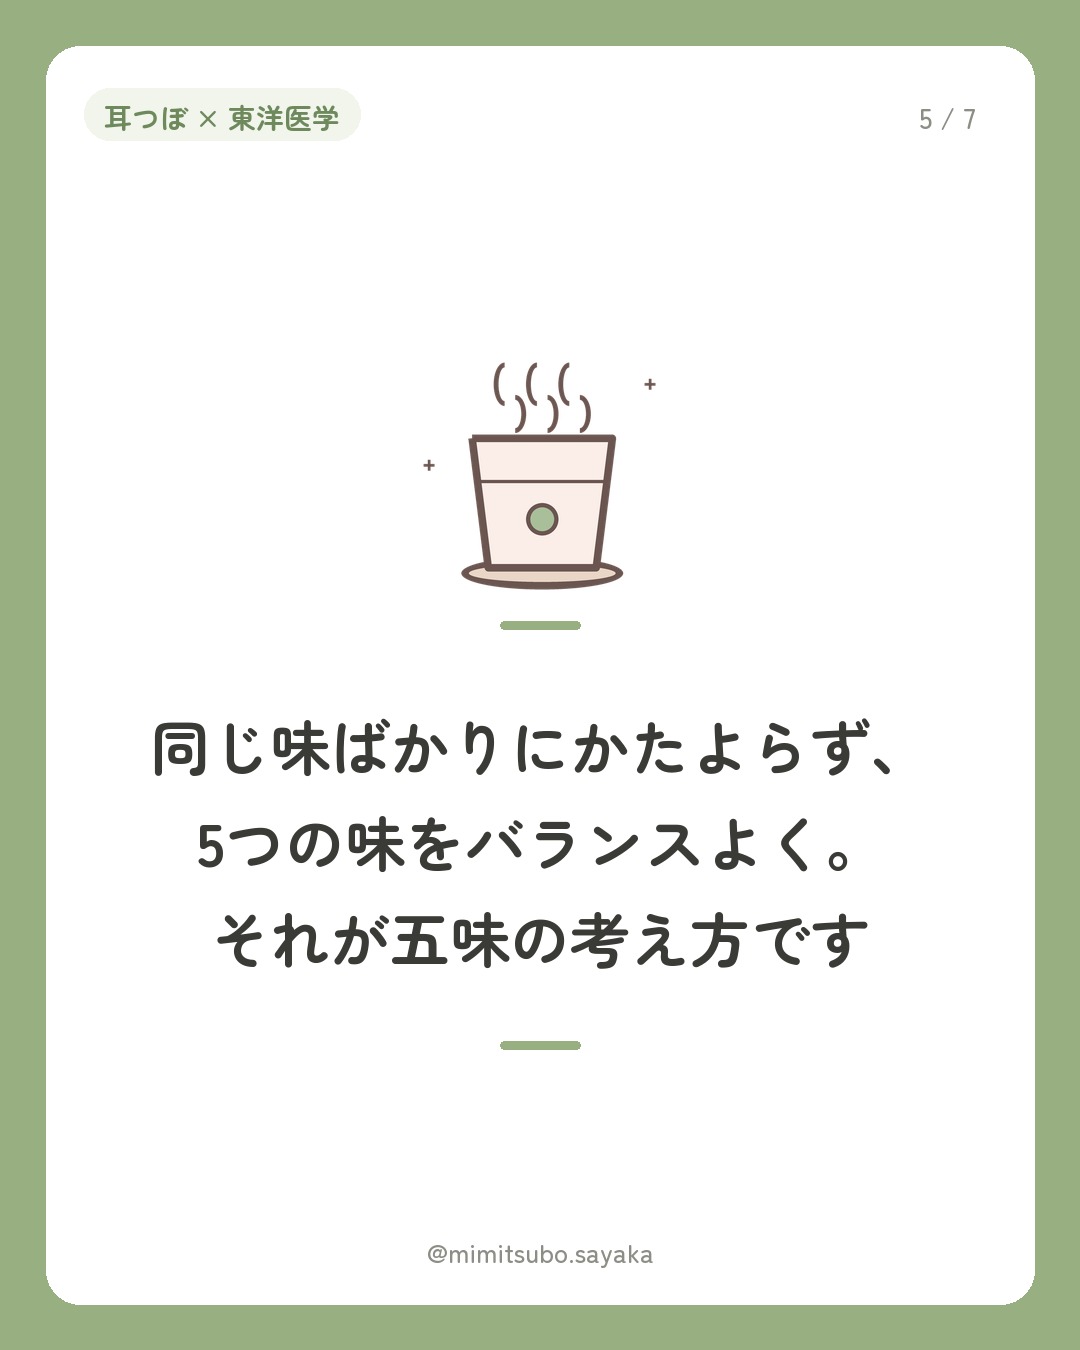 耳つぼ × 東洋医学
5 / 7
同じ味ばかりにかたよらず、
5つの味をバランスよく。
それが五味の考え方です
@mimitsubo.sayaka